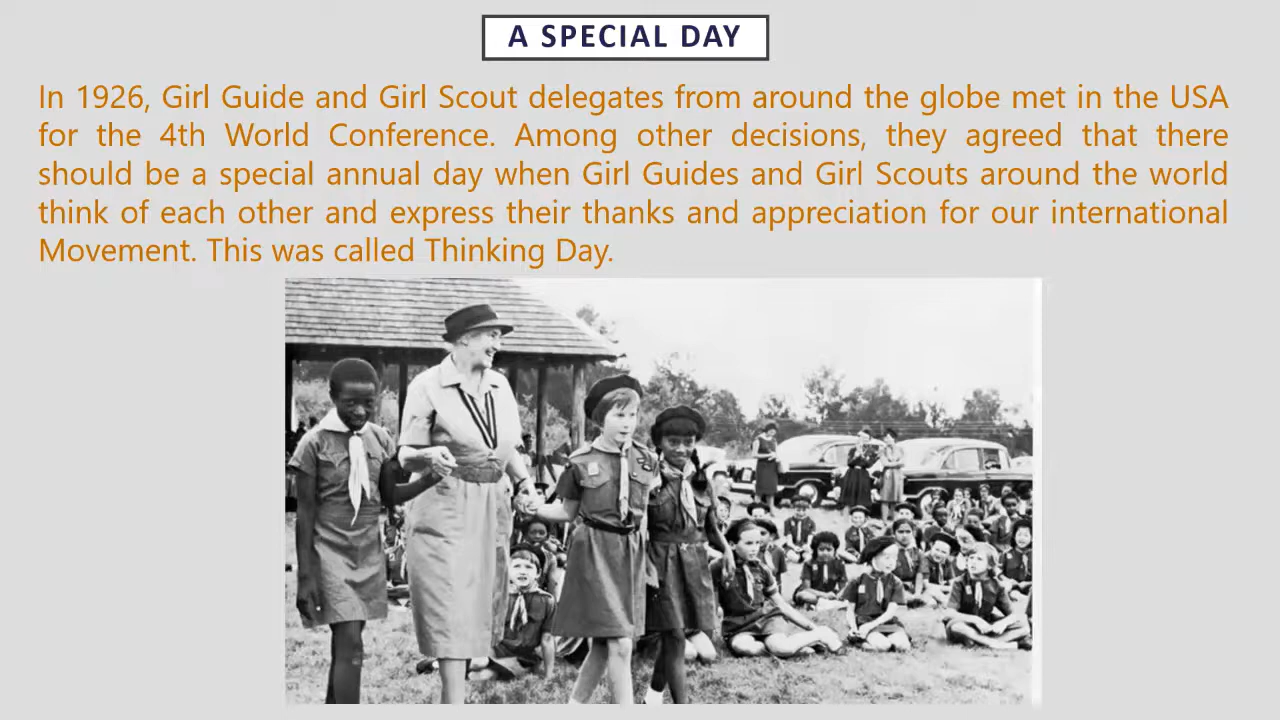 A SPECIAL DAY
In 1926, Girl Guide and Girl Scout delegates from around the globe met in the USA
for the 4th World Conference. Among other decisions, they agreed that there
should be a special annual day when Girl Guides and Girl Scouts around the world
think of each other and express their thanks and appreciation for our international
Movement. This was called Thinking Day.